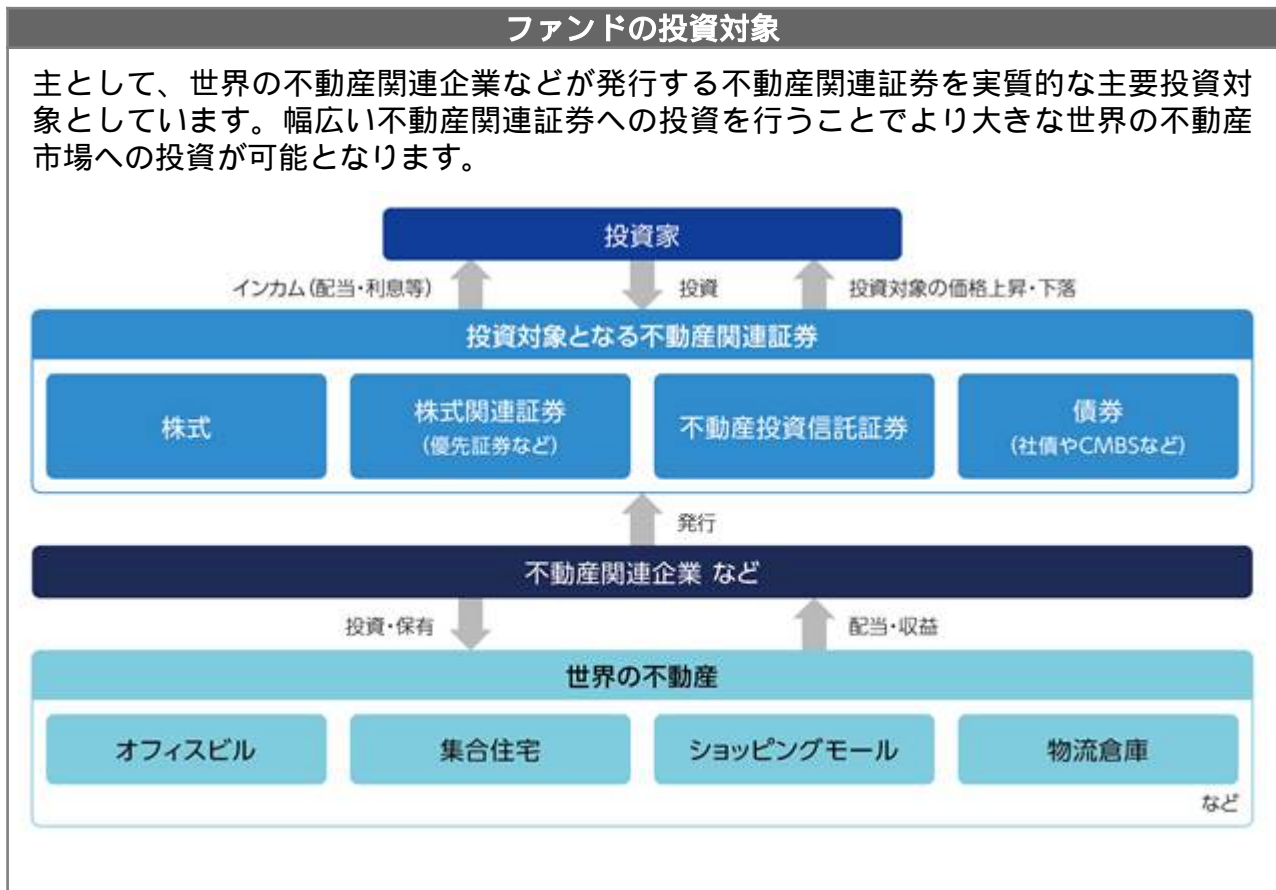 ファンドの投資対象
主として、世界の不動産関連企業などが発行する不動産関連証券を実質的な主要投資対
象としています。幅広い不動産関連証券への投資を行うことでより大きな世界の不動産
市場への投資が可能となります。
投資家
インカム（配当・利息等）
投資
投資対象の価格上昇・下落
投資対象となる不動産関連証券
株式
株式関連証券
（優先証券など）
不動産投資信託証券
債券
（社債やCMBSなど）
発行
不動産関連企業 など
投資・保有
配当・収益
世界の不動産
オフィスビル
集合住宅
ショッピングモール
物流倉庫
など